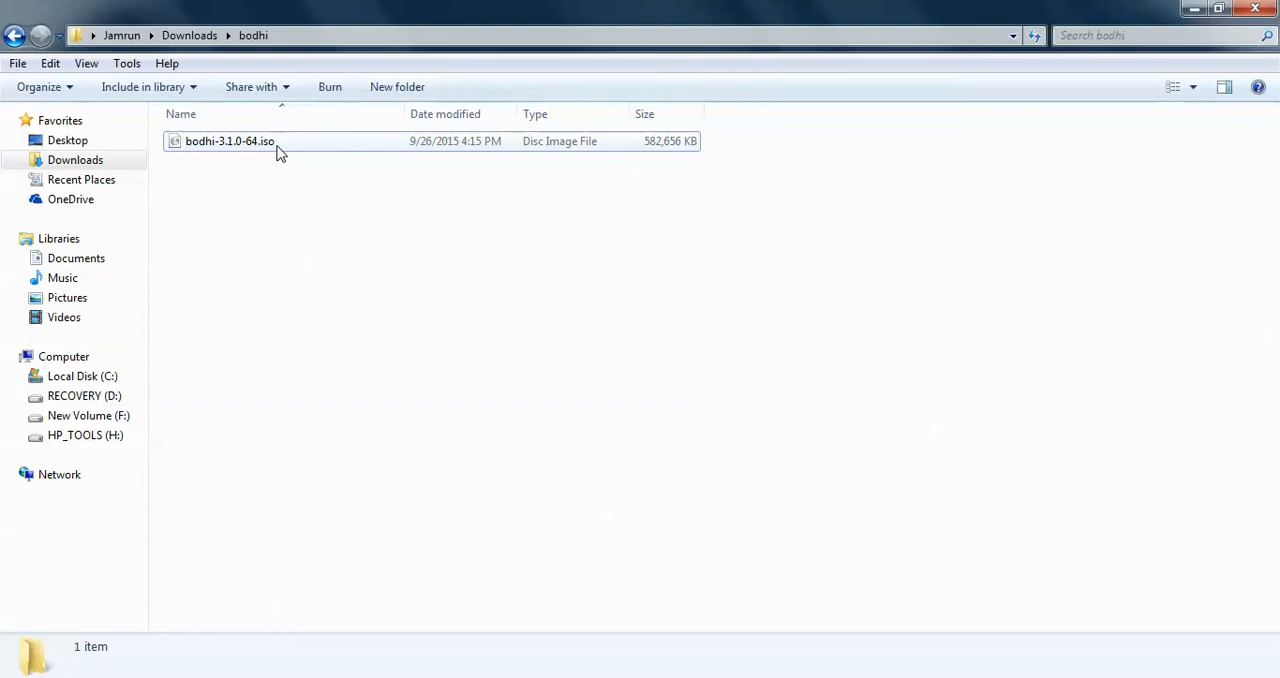 Jamrun Downloads bodhi Search bodhi
File Edit View Tools Help
Organize Include in library Share with Burn New folder
Name Date modified Type Size
bodhi-3.1.0-64.iso 9/26/2015 4:15 PM Disc Image File 582,656 KB
Favorites
Desktop
Downloads
Recent Places
OneDrive
Libraries
Documents
Music
Pictures
Videos
Computer
Local Disk (C:)
RECOVERY (D:)
New Volume (F:)
HP_TOOLS (H:)
Network
1 item